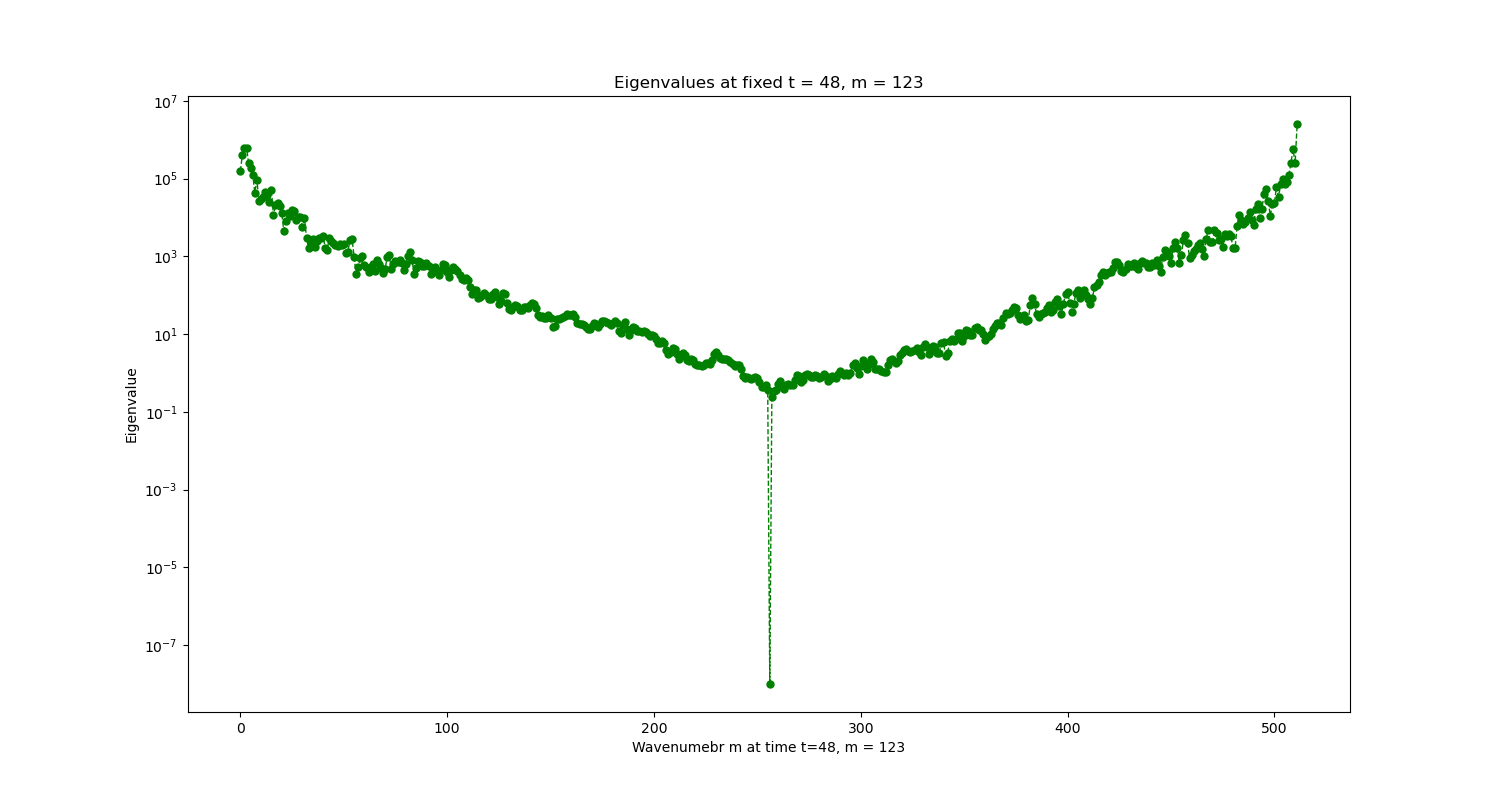 Eigenvalues at fixed t = 48, m = 123
10^7
10^5
10^3
10^1
10^-1
10^-3
10^-5
10^-7
Eigenvalue
0 100 200 300 400 500
Wavenumebr m at time t=48, m = 123